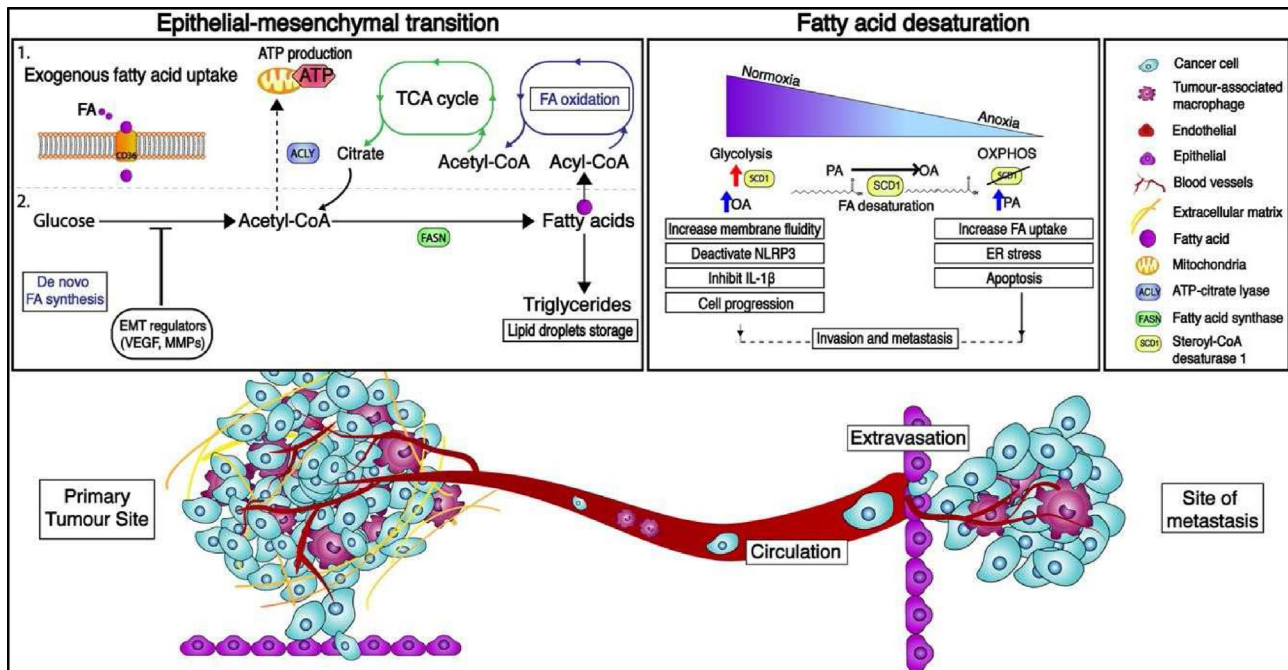 Epithelial-mesenchymal transition
1.
Exogenous fatty acid uptake
FA
CD36
ATP production
ATP
TCA cycle
FA oxidation
ACLY
Citrate
Acetyl-CoA
Acyl-CoA
2.
Glucose
Acetyl-CoA
FASN
Fatty acids
De novo
FA synthesis
EMT regulators
(VEGF, MMPs)
Triglycerides
Lipid droplets storage
Fatty acid desaturation
Normoxia
Anoxia
Glycolysis
SCD1
OA
PA
OA
SCD1
FA desaturation
OXPHOS
SCD1
PA
Increase membrane fluidity
Deactivate NLRP3
Inhibit IL-1β
Cell progression
Increase FA uptake
ER stress
Apoptosis
Invasion and metastasis
Cancer cell
Tumour-associated
macrophage
Endothelial
Epithelial
Blood vessels
Extracellular matrix
Fatty acid
Mitochondria
ACLY
ATP-citrate lyase
FASN
Fatty acid synthase
SCD1
Steroyl-CoA
desaturase 1
Primary
Tumour Site
Circulation
Extravasation
Site of
metastasis